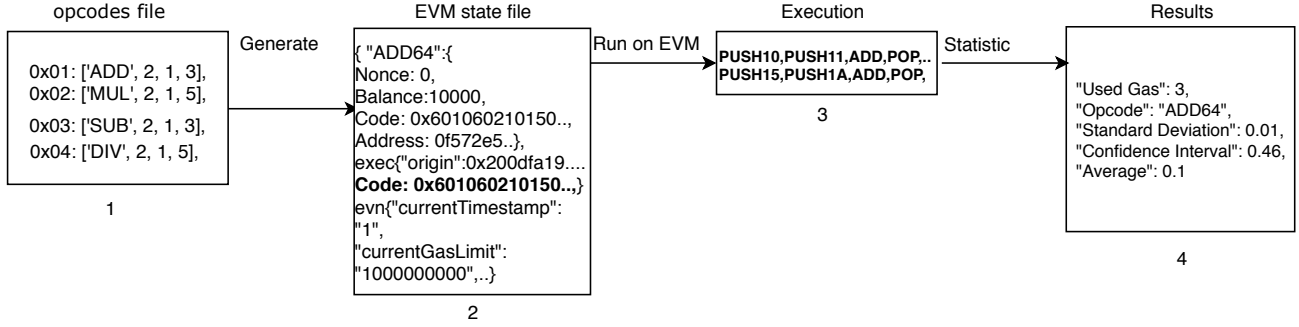 opcodes file
0x01: ['ADD', 2, 1, 3],
0x02: ['MUL', 2, 1, 5],
0x03: ['SUB', 2, 1, 3],
0x04: ['DIV', 2, 1, 5],
1
Generate
EVM state file
{ "ADD64":{
Nonce: 0,
Balance:10000,
Code: 0x601060210150..,
Address: 0f572e5..},
exec{"origin":0x200dfa19....
Code: 0x601060210150..,}
evn{"currentTimestamp":
"1",
"currentGasLimit":
"1000000000",..}
2
Run on EVM
Execution
PUSH10,PUSH11,ADD,POP,..
PUSH15,PUSH1A,ADD,POP,
3
Statistic
Results
"Used Gas": 3,
"Opcode": "ADD64",
"Standard Deviation": 0.01,
"Confidence Interval": 0.46,
"Average": 0.1
4